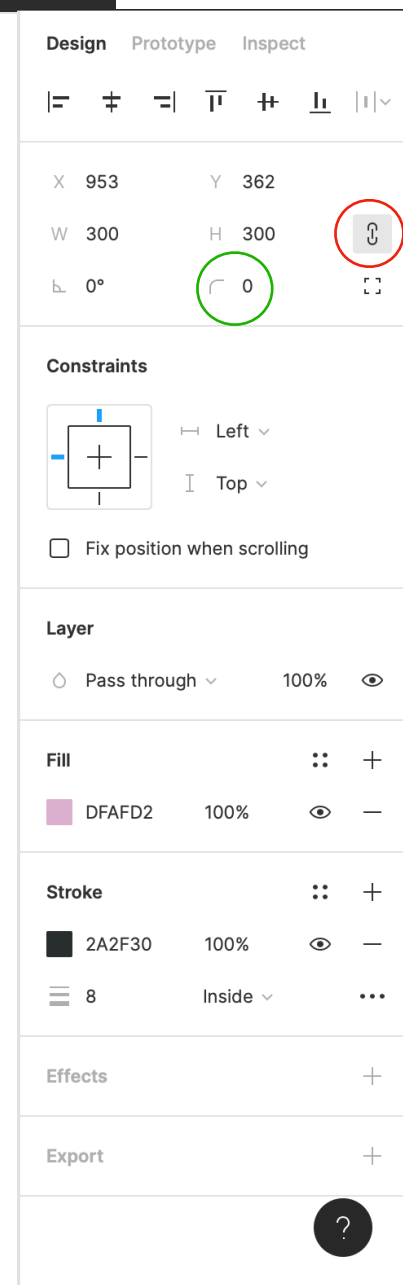 Design Prototype Inspect
X 953 Y 362
W 300 H 300
0° 0
Constraints
Left
Top
Fix position when scrolling
Layer
Pass through 100%
Fill
DFAFD2 100%
Stroke
2A2F30 100%
8 Inside
Effects
Export
?